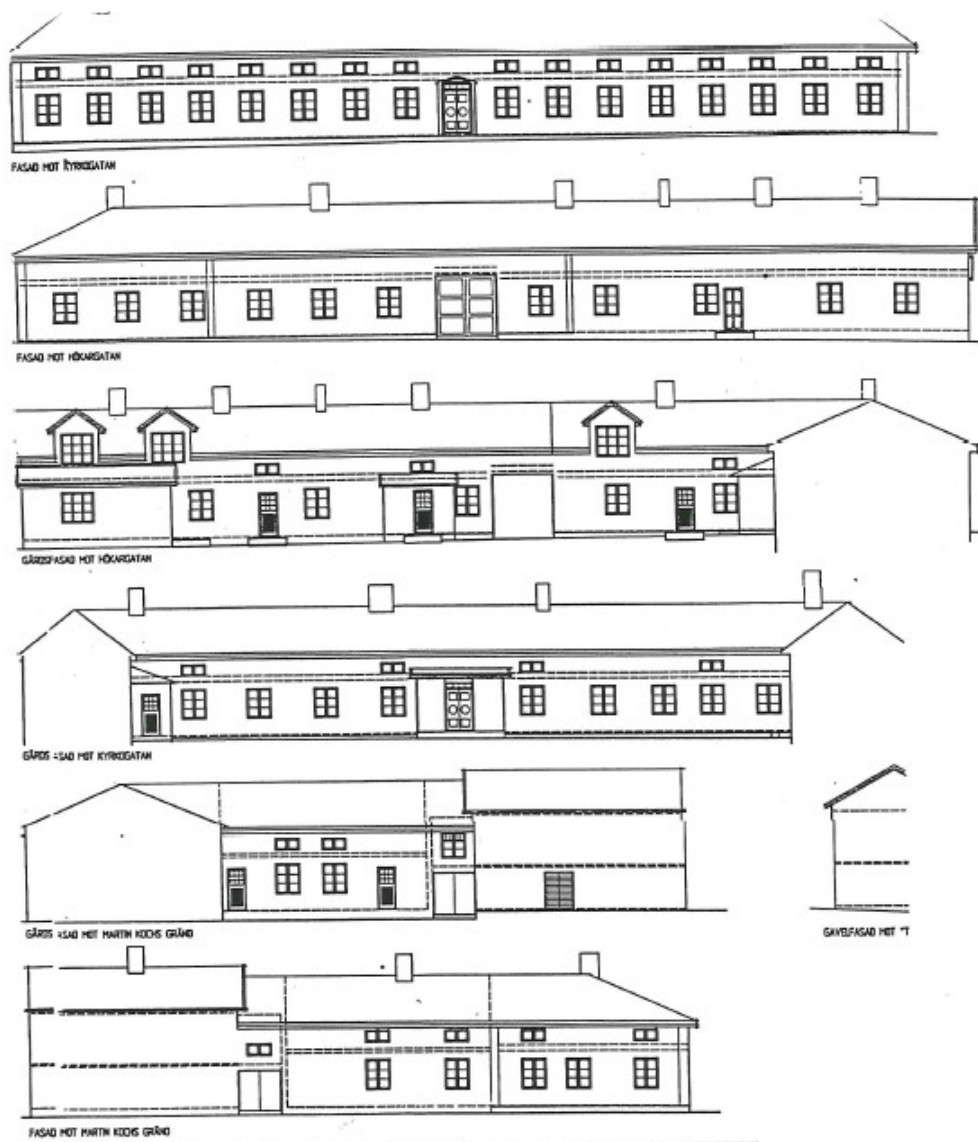 FASAD MOT KYRKOGATAN
FASAD MOT HÖKARGATAN
GÅRDSFASAD MOT HÖKARGATAN
GÅRDS ASAD MOT KYRKOGATAN
GÅRDS ASAD MOT MARTIN KOCHS GRÄND
GAVELFASAD MOT
FASAD MOT MARTIN KOCHS GRÄND